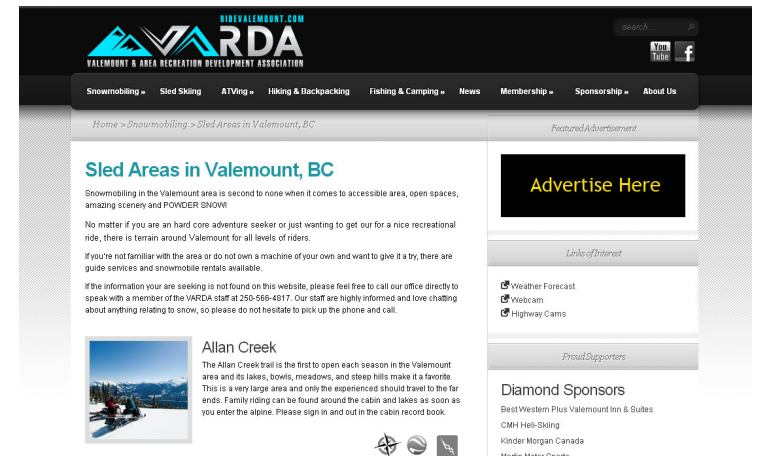 RIDEVALEMOUNT.COM
VARDA
VALEMOUNT & AREA RECREATION DEVELOPMENT ASSOCIATION
search...
You
Tube
f
Snowmobiling » Sled Skiing ATVing » Hiking & Backpacking Fishing & Camping » News Membership » Sponsorship » About Us
Home > Snowmobiling > Sled Areas in Valemount, BC
Sled Areas in Valemount, BC
Snowmobiling in the Valemount area is second to none when it comes to accessible area, open spaces,
amazing scenery and POWDER SNOW!
No matter if you are an hard core adventure seeker or just wanting to get our for a nice recreational
ride, there is terrain around Valemount for all levels of riders.
If you're not familiar with the area or do not own a machine of your own and want to give it a try, there are
guide services and snowmobile rentals available.
If the information your are seeking is not found on this website, please feel free to call our office directly to
speak with a member of the VARDA staff at 250-566-4817. Our staff are highly informed and love chatting
about anything relating to snow, so please do not hesitate to pick up the phone and call.
Allan Creek
The Allan Creek trail is the first to open each season in the Valemount
area and its lakes, bowls, meadows, and steep hills make it a favorite.
This is a very large area and only the experienced should travel to the far
ends. Family riding can be found around the cabin and lakes as soon as
you enter the alpine. Please sign in and out in the cabin record book.
Featured Advertisement
Advertise Here
Links of Interest
Weather Forecast
Webcam
Highway Cams
Proud Supporters
Diamond Sponsors
Best Western Plus Valemount Inn & Suites
CMH Heli-Skiing
Kinder Morgan Canada